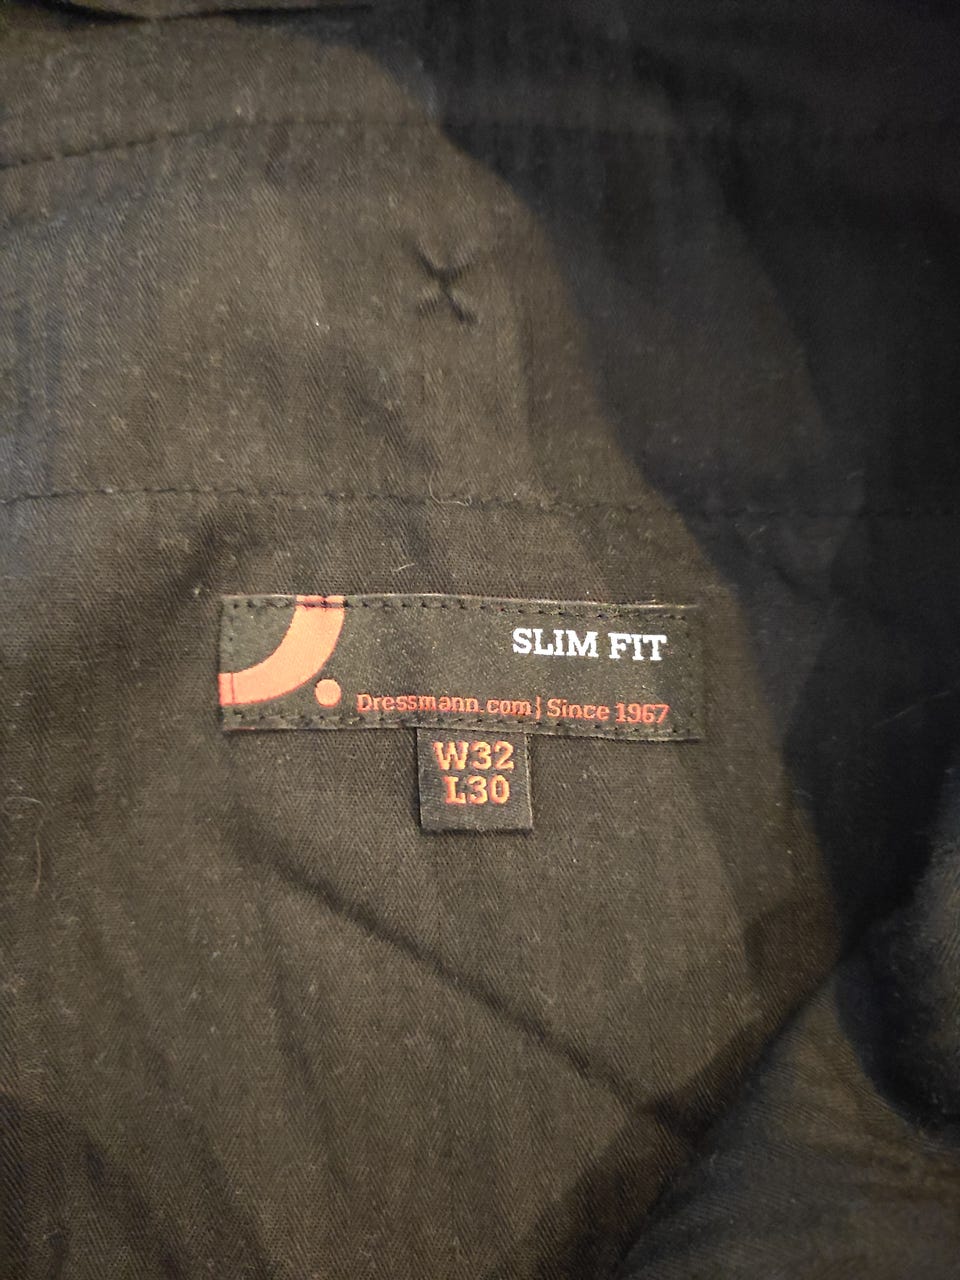 SLIM FIT
Dressmann.com | Since 1967
W32
L30